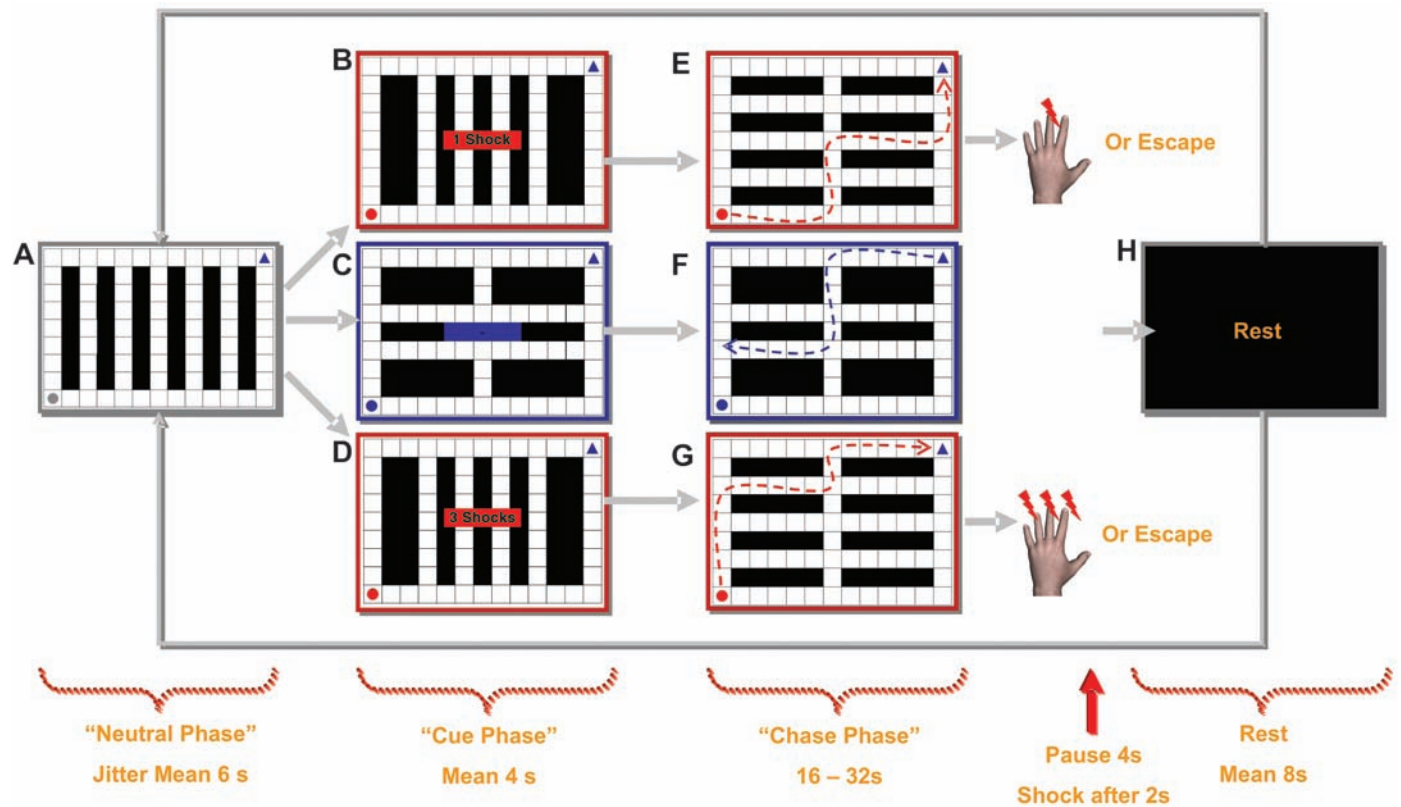 B
E
1 Shock
Or Escape
A
C
F
H
Rest
D
G
3 Shocks
Or Escape
“Neutral Phase”
Jitter Mean 6 s
“Cue Phase”
Mean 4 s
“Chase Phase”
16 – 32s
Pause 4s
Shock after 2s
Rest
Mean 8s